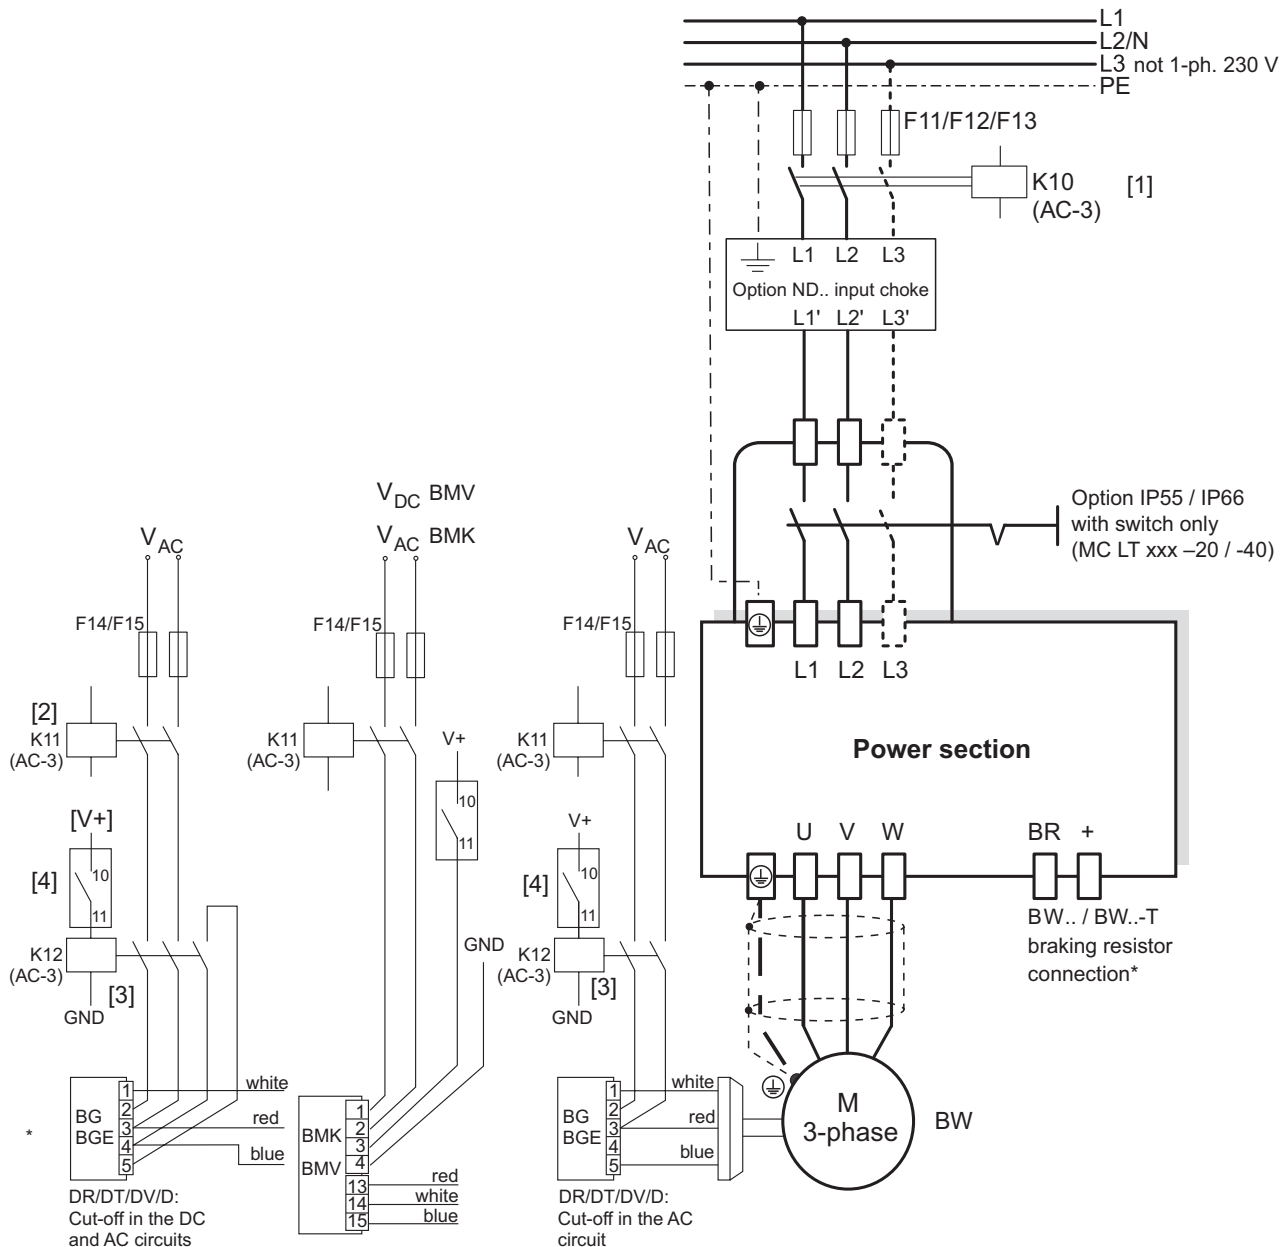 L1
L2/N
L3 not 1-ph. 230 V
PE
F11/F12/F13
K10
(AC-3)
[1]
L1 L2 L3
Option ND.. input choke
L1' L2' L3'
Option IP55 / IP66
with switch only
(MC LT xxx –20 / -40)
L1 L2 L3
Power section
U V W
BR +
BW.. / BW..-T
braking resistor
connection*
M
3-phase
BW
VAC
F14/F15
[2]
K11
(AC-3)
[V+]
[4]
10
11
K12
(AC-3)
[3]
GND
BG
BGE
1
2
3
4
5
white
red
blue
*
DR/DT/DV/D:
Cut-off in the DC
and AC circuits
VDC BMV
VAC BMK
F14/F15
K11
(AC-3)
V+
10
11
GND
BMK
BMV
1
2
3
4
13
14
15
red
white
blue
VAC
F14/F15
K11
(AC-3)
V+
[4]
10
11
K12
(AC-3)
[3]
GND
BG
BGE
1
2
3
4
5
white
red
blue
DR/DT/DV/D:
Cut-off in the AC
circuit